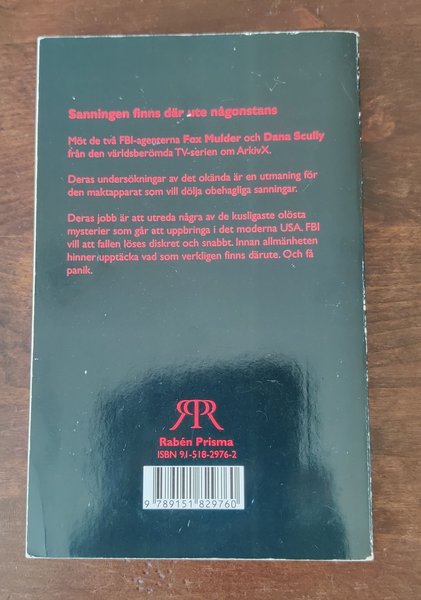 Sanningen finns där ute någonstans
Möt de två FBI-agenterna Fox Mulder och Dana Scully
från den världsberömda TV-serien om ArkivX.
Deras undersökningar av det okända är en utmaning för
den maktapparat som vill dölja obehagliga sanningar.
Deras jobb är att utreda några av de kusligaste olösta
mysterier som går att uppbringa i det moderna USA. FBI
vill att fallen löses diskret och snabbt. Innan allmänheten
hinner upptäcka vad som verkligen finns därute. Och få
panik.
RPR
Rabén Prisma
ISBN 91-518-2976-2
9 789151 829760